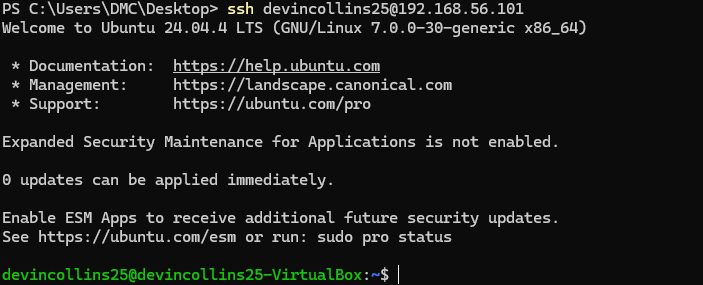 PS C:\Users\DMC\Desktop> ssh devincollins25@192.168.56.101
Welcome to Ubuntu 24.04.4 LTS (GNU/Linux 7.0.0-30-generic x86_64)
* Documentation:  https://help.ubuntu.com
* Management:     https://landscape.canonical.com
* Support:        https://ubuntu.com/pro
Expanded Security Maintenance for Applications is not enabled.
0 updates can be applied immediately.
Enable ESM Apps to receive additional future security updates.
See https://ubuntu.com/esm or run: sudo pro status
devincollins25@devincollins25-VirtualBox:~$